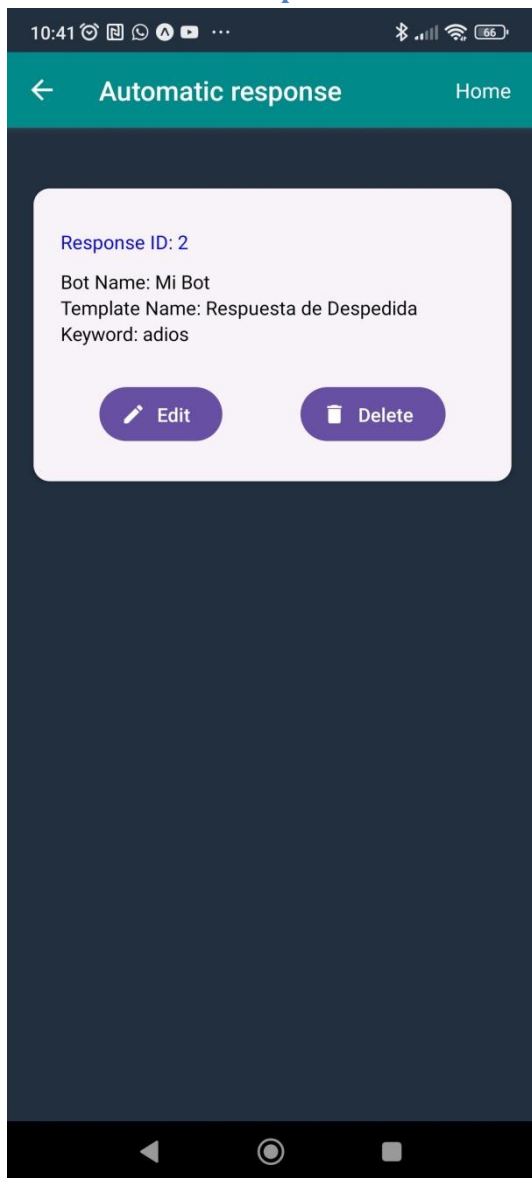 10:41
66
Automatic response
Home
Response ID: 2
Bot Name: Mi Bot
Template Name: Respuesta de Despedida
Keyword: adios
Edit
Delete